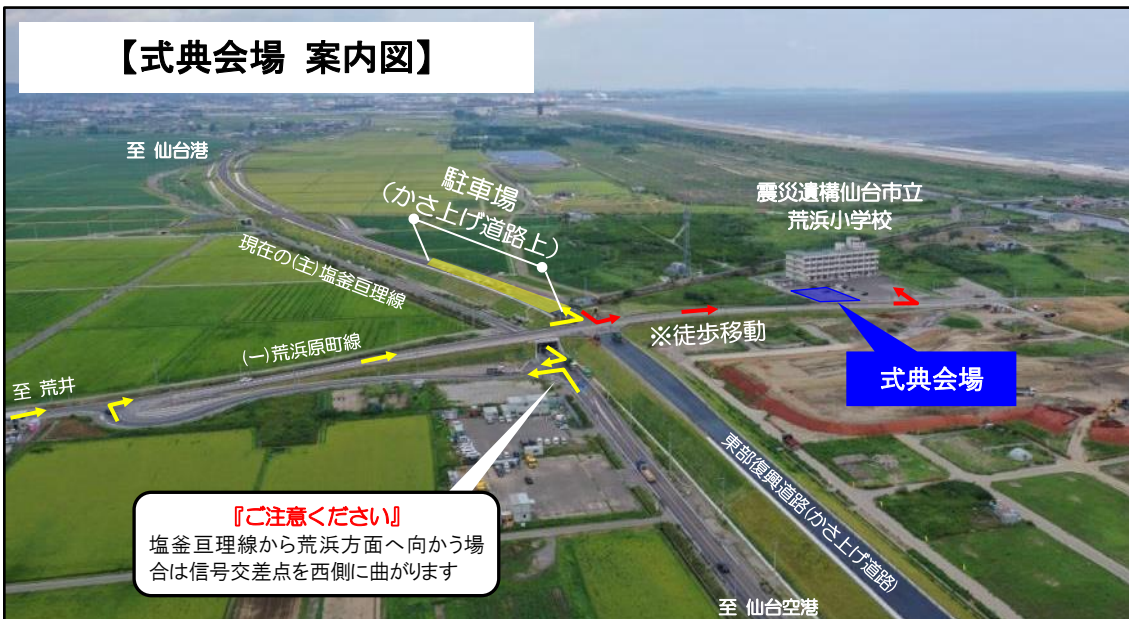 【式典会場 案内図】
至 仙台港
駐車場
(かさ上げ道路上)
震災遺構仙台市立
荒浜小学校
現在の(主)塩釜亘理線
※徒歩移動
(一)荒浜原町線
至 荒井
式典会場
東部復興道路(かさ上げ道路)
『ご注意ください』
塩釜亘理線から荒浜方面へ向かう場
合は信号交差点を西側に曲がります
至 仙台空港